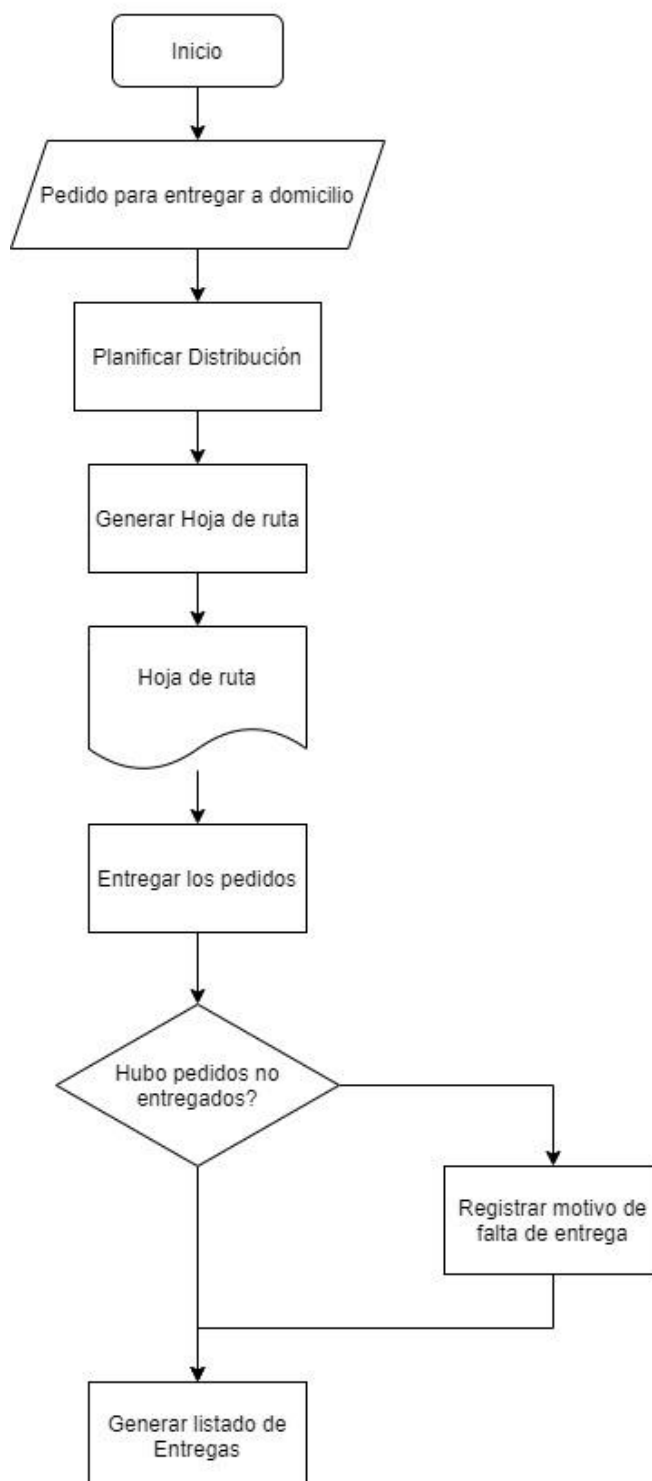 Inicio
Pedido para entregar a domicilio
Planificar Distribución
Generar Hoja de ruta
Hoja de ruta
Entregar los pedidos
Hubo pedidos no
entregados?
Registrar motivo de
falta de entrega
Generar listado de
Entregas